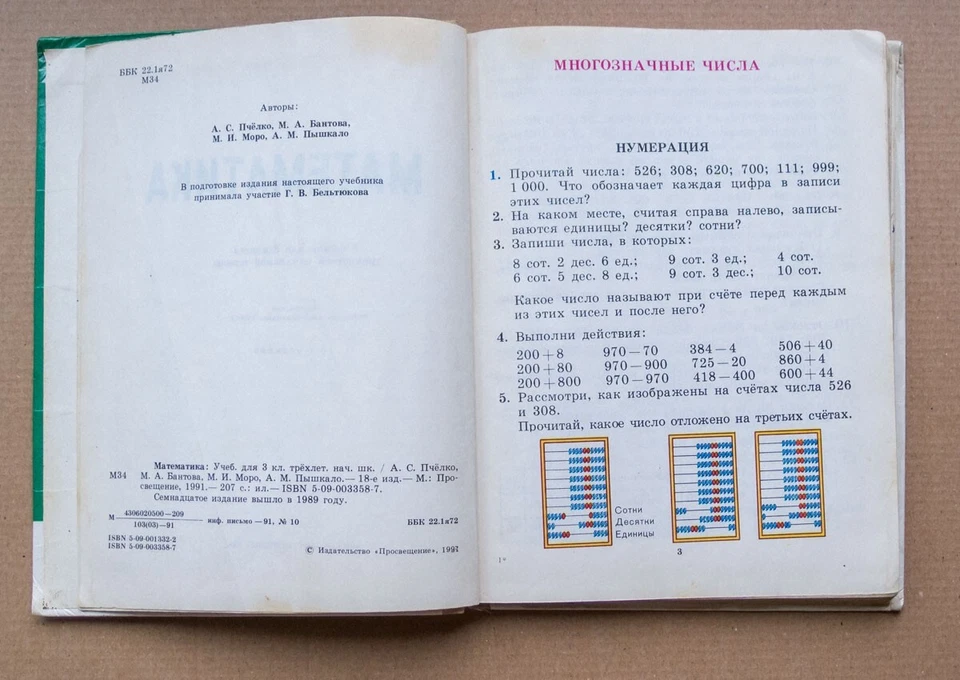 ББК 22.1я72
М34
Авторы:
А. С. Пчёлко, М. А. Бантова,
М. И. Моро, А. М. Пышкало
В подготовке издания настоящего учебника
принимала участие Г. В. Бельтюкова
Математика: Учеб. для 3 кл. трёхлет. нач. шк. / А. С. Пчёлко,
М34 М. А. Бантова, М. И. Моро, А. М. Пышкало.— 18-е изд.— М.: Про-
свещение, 1991.— 207 с.: ил.— ISBN 5-09-003358-7.
Семнадцатое издание вышло в 1989 году.
4306020500—209
М инф. письмо —91, № 10 ББК 22.1я72
103(03)—91
ISBN 5-09-001332-2
ISBN 5-09-003358-7
© Издательство «Просвещение», 1991
МНОГОЗНАЧНЫЕ ЧИСЛА
НУМЕРАЦИЯ
1. Прочитай числа: 526; 308; 620; 700; 111; 999;
1 000. Что обозначает каждая цифра в записи
этих чисел?
2. На каком месте, считая справа налево, записы-
ваются единицы? десятки? сотни?
3. Запиши числа, в которых:
8 сот. 2 дес. 6 ед.; 9 сот. 3 ед.; 4 сот.
6 сот. 5 дес. 8 ед.; 9 сот. 3 дес.; 10 сот.
Какое число называют при счёте перед каждым
из этих чисел и после него?
4. Выполни действия:
200+8 970—70 384—4 506+40
200+80 970—900 725—20 860+4
200+800 970—970 418—400 600+44
5. Рассмотри, как изображены на счётах числа 526
и 308.
Прочитай, какое число отложено на третьих счётах.
Сотни
Десятки
Единицы
3
1*